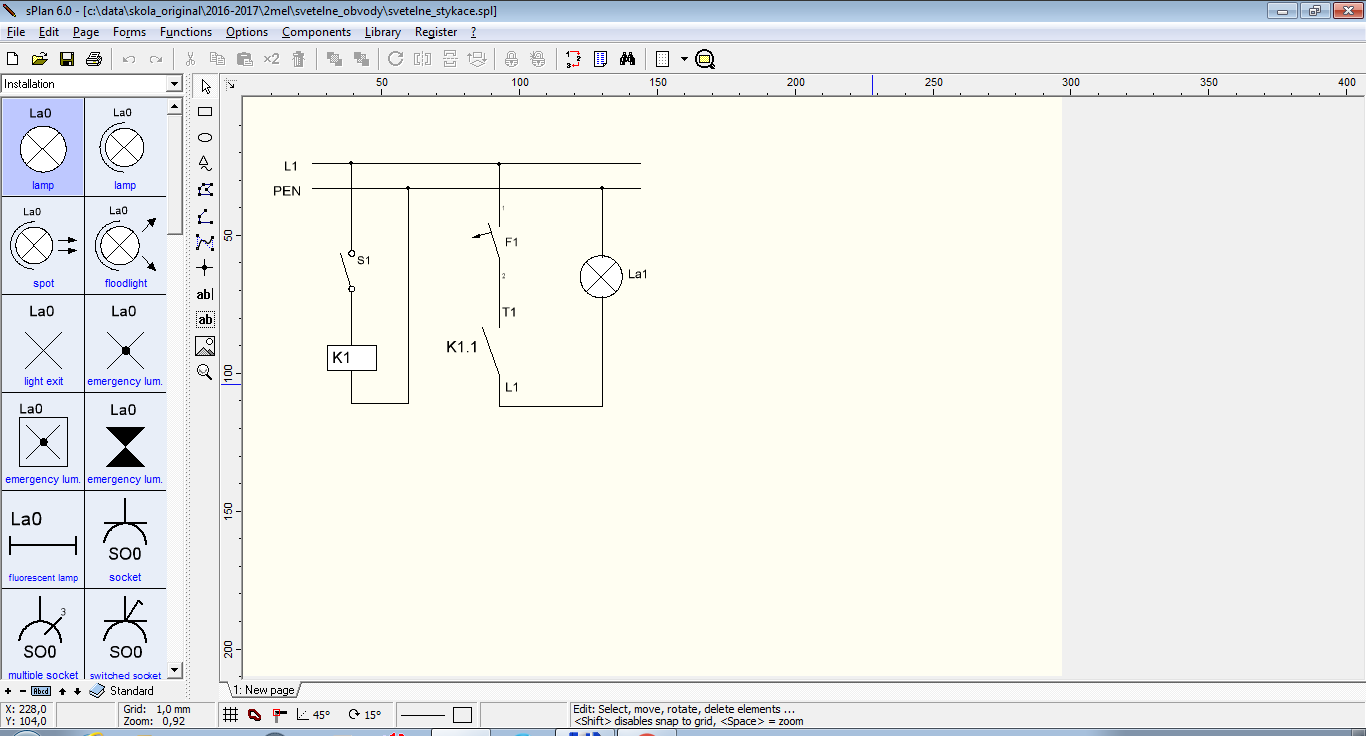 sPlan 6.0 - [c:\data\skola_original\2016-2017\2mel\svetelne_obvody\svetelne_stykace.spl]
File Edit Page Forms Functions Options Components Library Register ?
×2
Installation
50 100 150 200 250 300 350 400
La0 La0
lamp lamp
La0 La0
spot floodlight
La0 La0
light exit emergency lum.
La0 La0
emergency lum. emergency lum.
La0
SO0
fluorescent lamp socket
3
SO0 SO0
multiple socket switched socket
ab|
ab
50
100
150
200
L1
PEN
1
F1
S1
2
La1
T1
K1.1
K1
L1
Abcd Standard
1: New page
X: 228,0
Y: 104,0
Grid: 1,0 mm
Zoom: 0,92
45° 15°
Edit: Select, move, rotate, delete elements ...
<Shift> disables snap to grid, <Space> = zoom